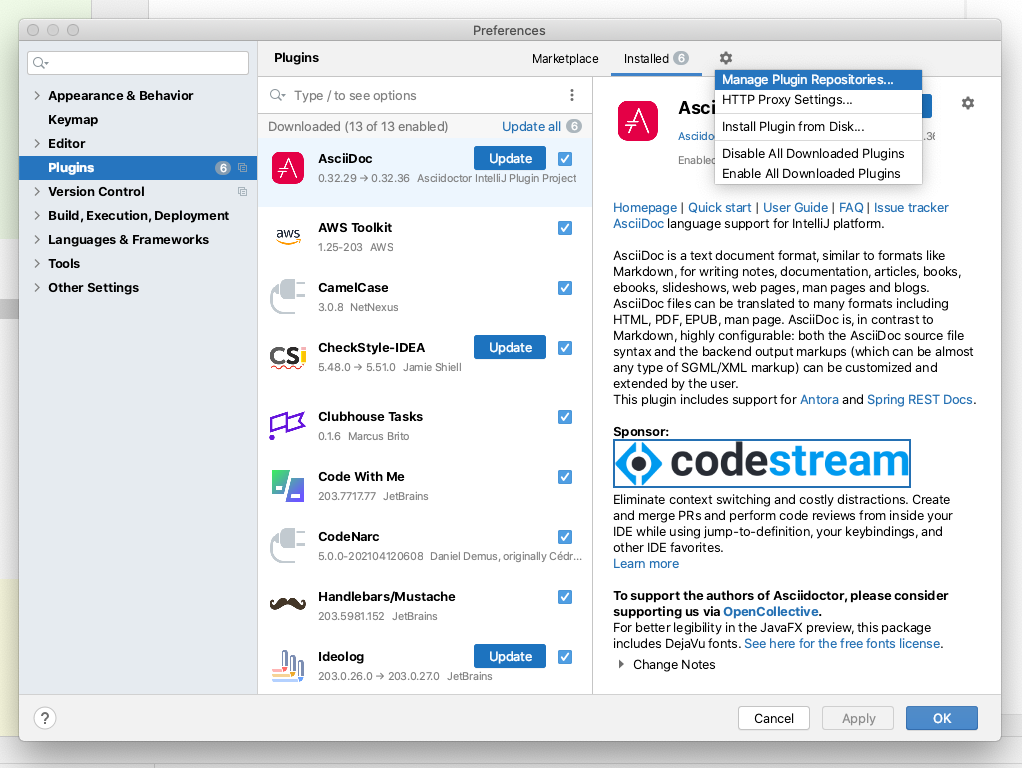 Preferences
Plugins
Marketplace
Installed 6
Appearance & Behavior
Keymap
Editor
Plugins 6
Version Control
Build, Execution, Deployment
Languages & Frameworks
Tools
Other Settings
Type / to see options
Downloaded (13 of 13 enabled) Update all 6
AsciiDoc Update
0.32.29 → 0.32.36 Asciidoctor IntelliJ Plugin Project
AWS Toolkit
aws
1.25-203 AWS
CamelCase
3.0.8 NetNexus
CheckStyle-IDEA Update
CSi
5.48.0 → 5.51.0 Jamie Shiell
Clubhouse Tasks
0.1.6 Marcus Brito
Code With Me
203.7717.77 JetBrains
CodeNarc
5.0.0-202104120608 Daniel Demus, originally Cédr...
Handlebars/Mustache
203.5981.152 JetBrains
Ideolog Update
203.0.26.0 → 203.0.27.0 JetBrains
Manage Plugin Repositories...
HTTP Proxy Settings...
Install Plugin from Disk...
Disable All Downloaded Plugins
Enable All Downloaded Plugins
Asci
Asciido
Enabled
Homepage | Quick start | User Guide | FAQ | Issue tracker
AsciiDoc language support for IntelliJ platform.
AsciiDoc is a text document format, similar to formats like
Markdown, for writing notes, documentation, articles, books,
ebooks, slideshows, web pages, man pages and blogs.
AsciiDoc files can be translated to many formats including
HTML, PDF, EPUB, man page. AsciiDoc is, in contrast to
Markdown, highly configurable: both the AsciiDoc source file
syntax and the backend output markups (which can be almost
any type of SGML/XML markup) can be customized and
extended by the user.
This plugin includes support for Antora and Spring REST Docs.
Sponsor:
codestream
Eliminate context switching and costly distractions. Create
and merge PRs and perform code reviews from inside your
IDE while using jump-to-definition, your keybindings, and
other IDE favorites.
Learn more
To support the authors of Asciidoctor, please consider
supporting us via OpenCollective.
For better legibility in the JavaFX preview, this package
includes DejaVu fonts. See here for the free fonts license.
Change Notes
?
Cancel
Apply
OK